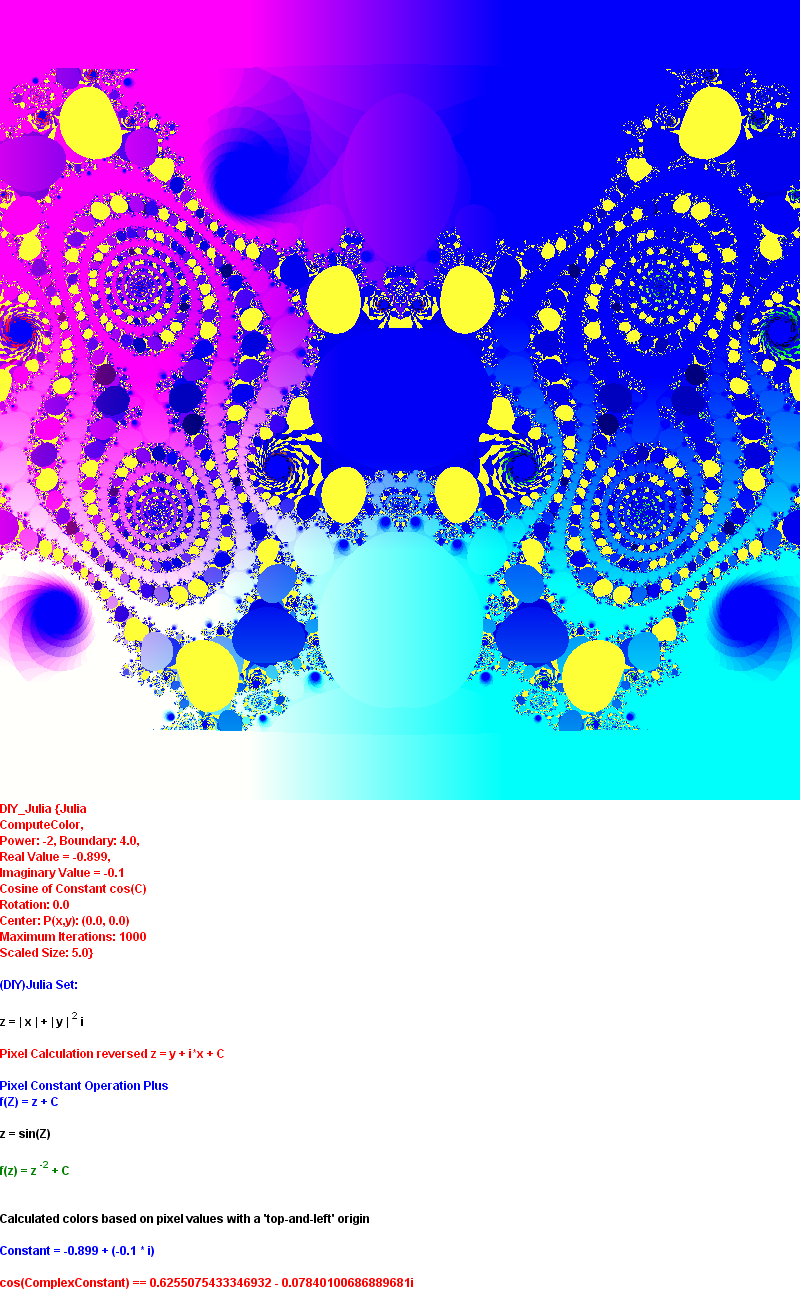 DIY_Julia {Julia
ComputeColor,
Power: -2, Boundary: 4.0,
Real Value = -0.899,
Imaginary Value = -0.1
Cosine of Constant cos(C)
Rotation: 0.0
Center: P(x,y): (0.0, 0.0)
Maximum Iterations: 1000
Scaled Size: 5.0}
(DIY)Julia Set:
z = | x | + | y | ² i
Pixel Calculation reversed z = y + i*x + C
Pixel Constant Operation Plus
f(Z) = z + C
z = sin(Z)
f(z) = z ⁻² + C
Calculated colors based on pixel values with a 'top-and-left' origin
Constant = -0.899 + (-0.1 * i)
cos(ComplexConstant) == 0.6255075433346932 - 0.07840100686889681i